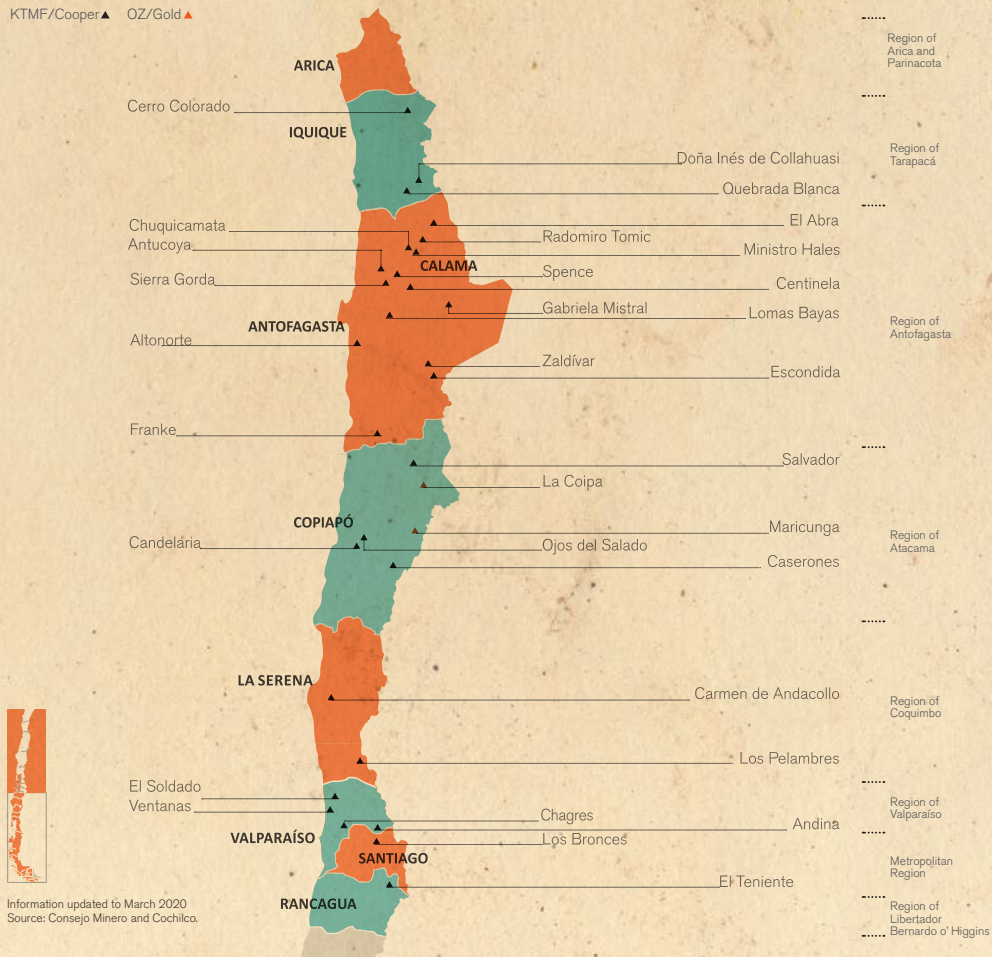 KTMF/Cooper OZ/Gold
Region of
Arica and
Parinacota
ARICA
Cerro Colorado
IQUIQUE
Region of
Tarapacá
Doña Inés de Collahuasi
Quebrada Blanca
El Abra
Chuquicamata
Radomiro Tomic
Antucoya
Ministro Hales
CALAMA
Spence
Sierra Gorda
Centinela
Gabriela Mistral
Lomas Bayas
ANTOFAGASTA
Region of
Antofagasta
Altonorte
Zaldívar
Escondida
Franke
Salvador
La Coipa
COPIAPÓ
Maricunga
Candelaria
Ojos del Salado
Region of
Atacama
Caserones
LA SERENA
Carmen de Andacollo
Region of
Coquimbo
Los Pelambres
El Soldado
Ventanas
Region of
Valparaíso
Chagres
Andina
VALPARAÍSO
Los Bronces
SANTIAGO
Metropolitan
Region
El Teniente
RANCAGUA
Region of
Libertador
Bernardo o' Higgins
Information updated to March 2020
Source: Consejo Minero and Cochilco.